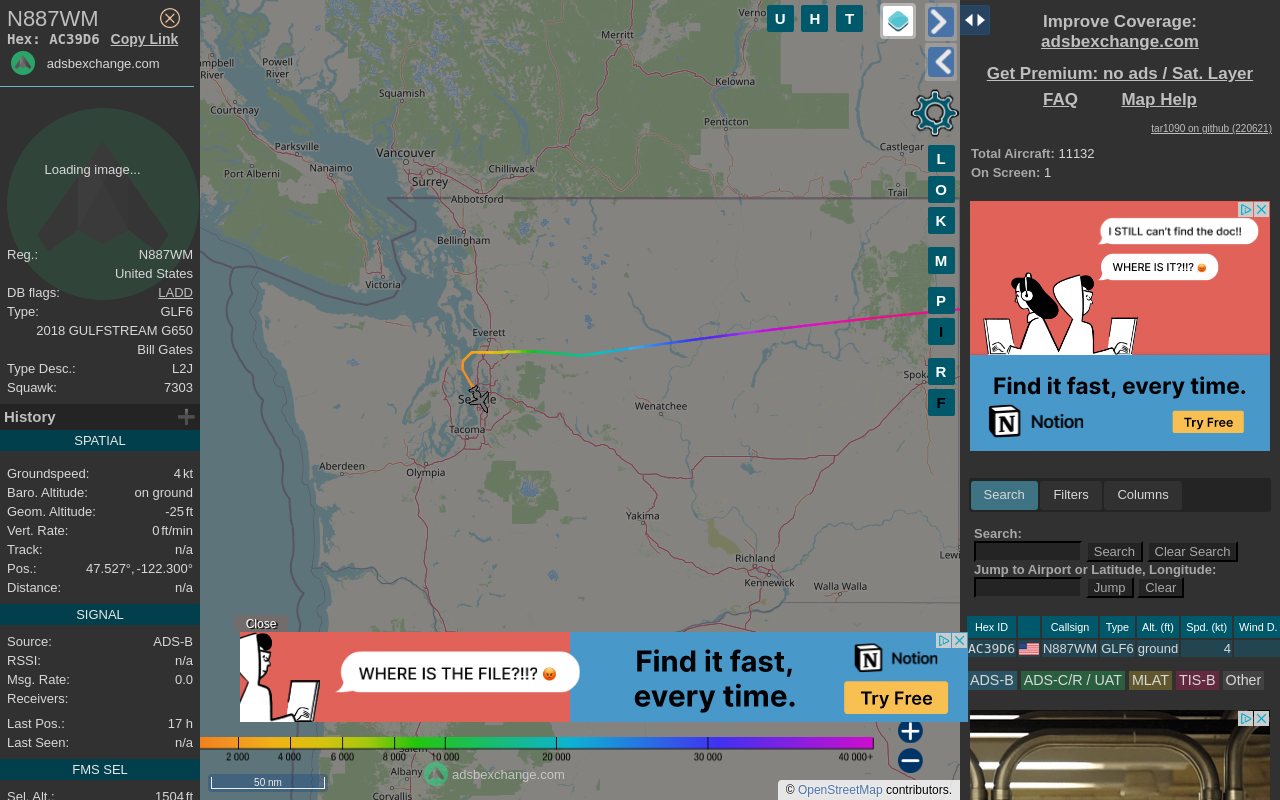 N887WM
Hex: AC39D6 Copy Link
adsbexchange.com
Loading image...
Reg.: N887WM
United States
DB flags: LADD
Type: GLF6
2018 GULFSTREAM G650
Bill Gates
Type Desc.: L2J
Squawk: 7303
History
SPATIAL
Groundspeed: 4 kt
Baro. Altitude: on ground
Geom. Altitude: -25 ft
Vert. Rate: 0 ft/min
Track: n/a
Pos.: 47.527°, -122.300°
Distance: n/a
SIGNAL
Source: ADS-B
RSSI: n/a
Msg. Rate: 0.0
Receivers:
Last Pos.: 17 h
Last Seen: n/a
FMS SEL
Sel. Alt.: 1504 ft
U H T
L
O
K
M
P
I
R
F
Merritt
River
Powell
River
Squamish
Kelowna
Courtenay
Penticton
Parksville
Vancouver
Castlegar
Port Alberni
Nanaimo
Surrey
Chilliwack
Abbotsford
Trail
Bellingham
Victoria
Everett
Wenatchee
Tacoma
Aberdeen
Olympia
Yakima
Richland
Kennewick
Walla Walla
Close
WHERE IS THE FILE?!!?
Find it fast,
every time.
Notion
Try Free
2 000 4 000 6 000 8 000 10 000 20 000 30 000 40 000+
Albany
adsbexchange.com
50 nm
Corvallis
© OpenStreetMap contributors.
Improve Coverage:
adsbexchange.com
Get Premium: no ads / Sat. Layer
FAQ Map Help
tar1090 on github (220621)
Total Aircraft: 11132
On Screen: 1
I STILL can't find the doc!!
WHERE IS IT?!!?
Find it fast, every time.
Notion
Try Free
Search Filters Columns
Search:
Search Clear Search
Jump to Airport or Latitude, Longitude:
Jump Clear
Hex ID Callsign Type Alt. (ft) Spd. (kt) Wind D.
AC39D6 N887WM GLF6 ground 4
ADS-B ADS-C/R / UAT MLAT TIS-B Other